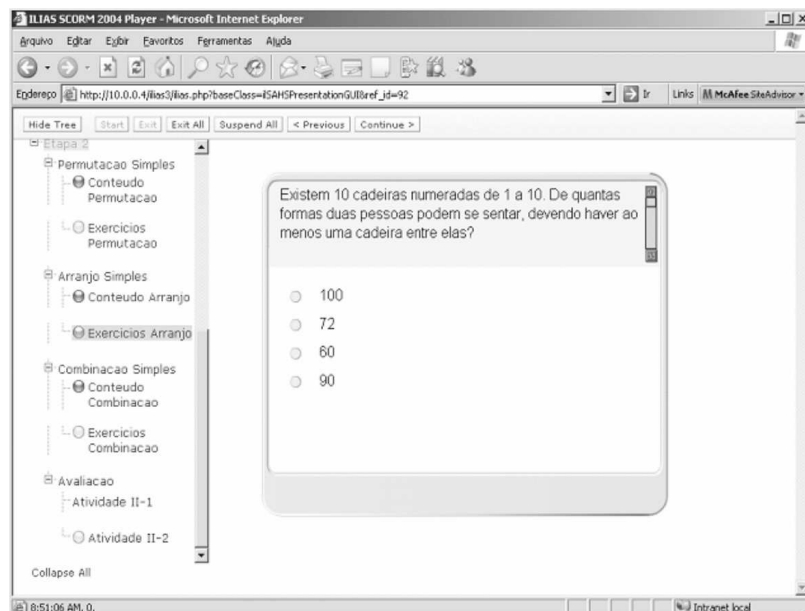 ILIAS SCORM 2004 Player - Microsoft Internet Explorer
Arquivo Editar Exibir Favoritos Ferramentas Ajuda
Endereço http://10.0.0.4/ilias3/ilias.php?baseClass=ilSAHSPresentationGUI&ref_id=92 Ir Links McAfee SiteAdvisor
Hide Tree Start Exit Exit All Suspend All < Previous Continue >
Etapa 2
Permutacao Simples
Conteudo
Permutacao
Exercicios
Permutacao
Arranjo Simples
Conteudo Arranjo
Exercicios Arranjo
Combinacao Simples
Conteudo
Combinacao
Exercicios
Combinacao
Avaliacao
Atividade II-1
Atividade II-2
Collapse All
Existem 10 cadeiras numeradas de 1 a 10. De quantas
formas duas pessoas podem se sentar, devendo haver ao
menos uma cadeira entre elas?
100
72
60
90
8:51:06 AM, 0. Intranet local